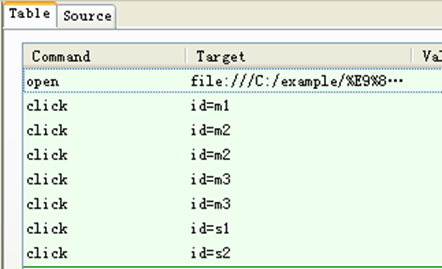 Table Source
Command Target Val
open file:///C:/example/%E9%8…
click id=m1
click id=m2
click id=m2
click id=m3
click id=m3
click id=s1
click id=s2